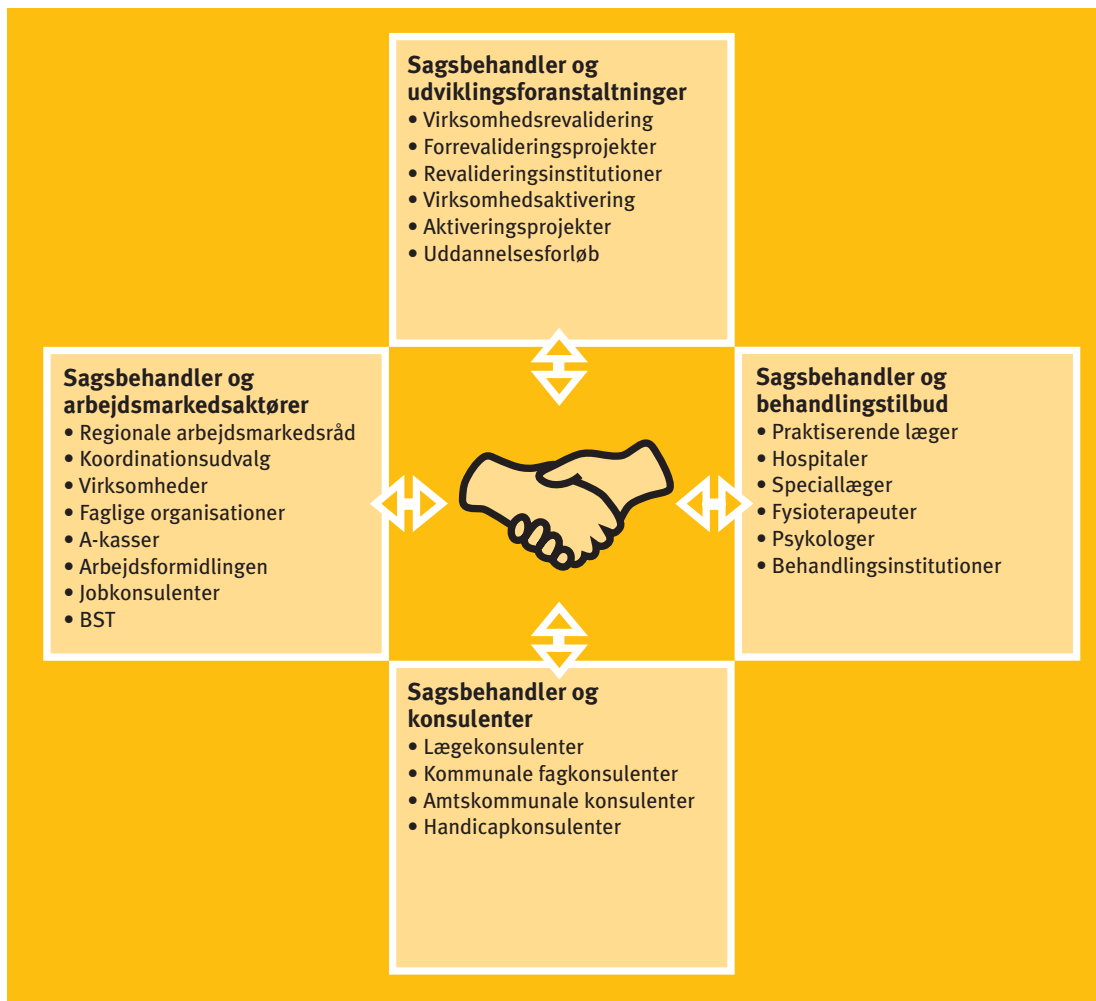 Sagsbehandler og
udviklingsforanstaltninger
• Virksomhedsrevalidering
• Forrevalideringsprojekter
• Revalideringsinstitutioner
• Virksomhedsaktivering
• Aktiveringsprojekter
• Uddannelsesforløb
Sagsbehandler og
arbejdsmarkedsaktører
• Regionale arbejdsmarkedsråd
• Koordinationsudvalg
• Virksomheder
• Faglige organisationer
• A-kasser
• Arbejdsformidlingen
• Jobkonsulenter
• BST
Sagsbehandler og
behandlingstilbud
• Praktiserende læger
• Hospitaler
• Speciallæger
• Fysioterapeuter
• Psykologer
• Behandlingsinstitutioner
Sagsbehandler og
konsulenter
• Lægekonsulenter
• Kommunale fagkonsulenter
• Amtskommunale konsulenter
• Handicapkonsulenter